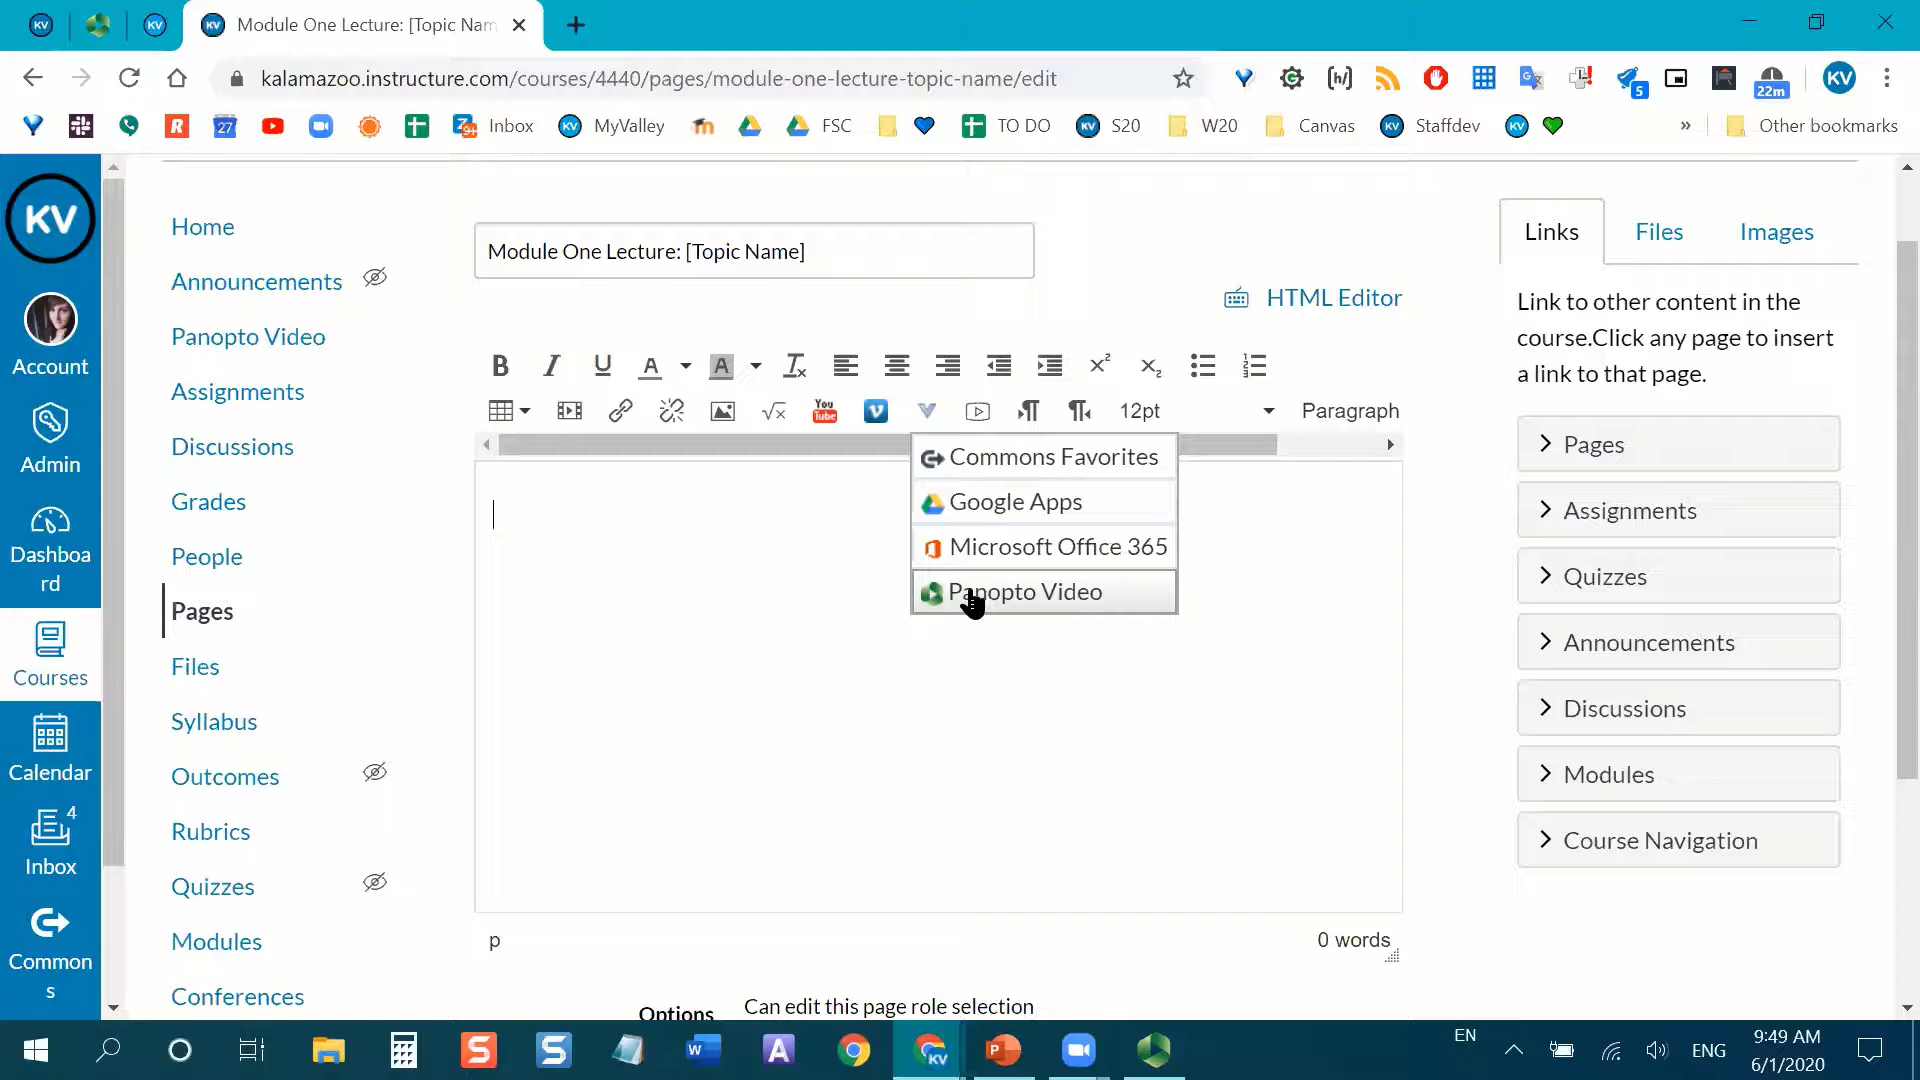 Module One Lecture: [Topic Nam
kalamazoo.instructure.com/courses/4440/pages/module-one-lecture-topic-name/edit
5
22m
KV
27
Inbox
MyValley
FSC
TO DO
S20
W20
Canvas
Staffdev
»
Other bookmarks
KV
Account
Admin
Dashboa
rd
Courses
Calendar
4
Inbox
Common
s
Home
Announcements
Panopto Video
Assignments
Discussions
Grades
People
Pages
Files
Syllabus
Outcomes
Rubrics
Quizzes
Modules
Conferences
Module One Lecture: [Topic Name]
HTML Editor
12pt
Paragraph
Commons Favorites
Google Apps
Microsoft Office 365
Panopto Video
p
0 words
Options
Can edit this page role selection
Links
Files
Images
Link to other content in the
course.Click any page to insert
a link to that page.
Pages
Assignments
Quizzes
Announcements
Discussions
Modules
Course Navigation
EN
ENG
9:49 AM
6/1/2020